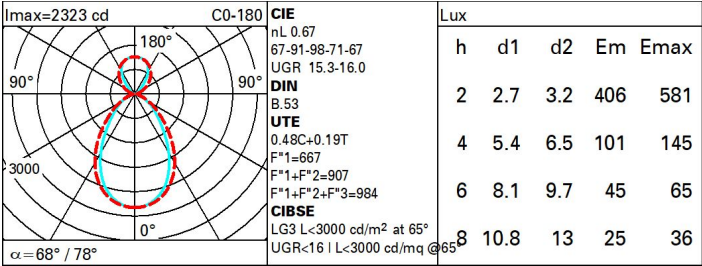 Imax=2323 cd C0-180
180°
90° 90°
3000
0°
α=68° / 78°
CIE
nL 0.67
67-91-98-71-67
UGR 15.3-16.0
DIN
B.53
UTE
0.48C+0.19T
F"1=667
F"1+F"2=907
F"1+F"2+F"3=984
CIBSE
LG3 L<3000 cd/m² at 65°
UGR<16 | L<3000 cd/mq @65°
Lux
h d1 d2 Em Emax
2 2.7 3.2 406 581
4 5.4 6.5 101 145
6 8.1 9.7 45 65
8 10.8 13 25 36